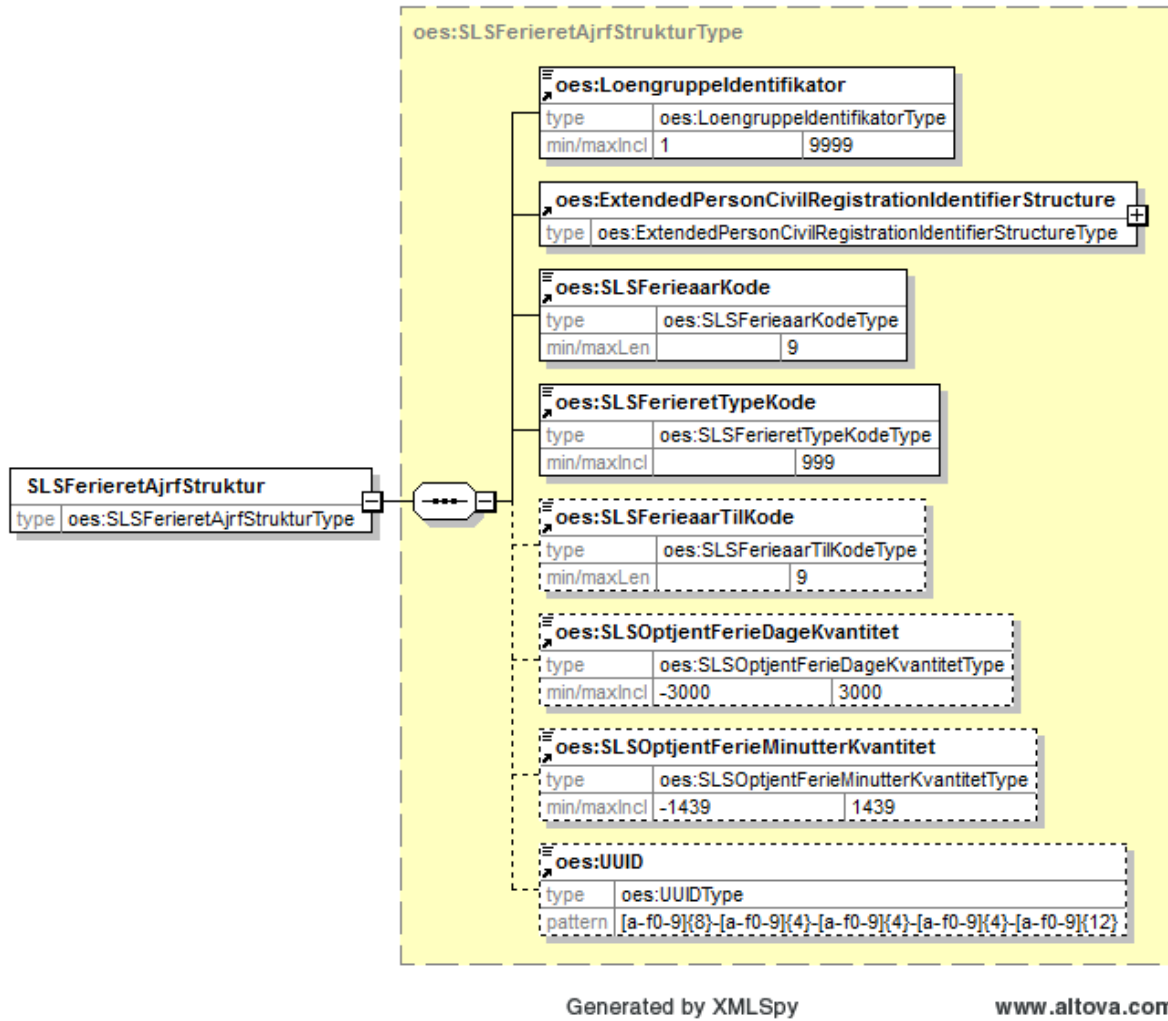 oes:SLSFerieretAjrfStrukturType
oes:LoengruppeIdentifikator
type oes:LoengruppeIdentifikatorType
min/maxIncl 1 9999
oes:ExtendedPersonCivilRegistrationIdentifierStructure
type oes:ExtendedPersonCivilRegistrationIdentifierStructureType
oes:SLSFerieaarKode
type oes:SLSFerieaarKodeType
min/maxLen 9
oes:SLSFerieretTypeKode
type oes:SLSFerieretTypeKodeType
min/maxIncl 999
SLSFerieretAjrfStruktur
type oes:SLSFerieretAjrfStrukturType
oes:SLSFerieaarTilKode
type oes:SLSFerieaarTilKodeType
min/maxLen 9
oes:SLSOptjentFerieDageKvantitet
type oes:SLSOptjentFerieDageKvantitetType
min/maxIncl -3000 3000
oes:SLSOptjentFerieMinutterKvantitet
type oes:SLSOptjentFerieMinutterKvantitetType
min/maxIncl -1439 1439
oes:UUID
type oes:UUIDType
pattern [a-f0-9]{8}-[a-f0-9]{4}-[a-f0-9]{4}-[a-f0-9]{4}-[a-f0-9]{12}
Generated by XMLSpy www.altova.com